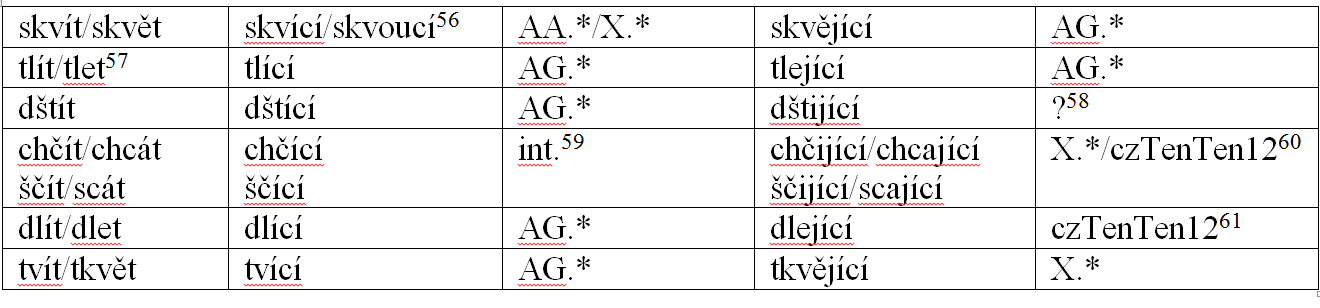 skvít/skvět skvící/skvoucí56 AA.*/X.* skvějící AG.*
tlít/tlet57 tlící AG.* tlející AG.*
dštít dštící AG.* dštijící ?58
chčít/chcát chčící int.59 chčijící/chcající X.*/czTenTen1260
ščít/scát ščící ščijící/scající
dlít/dlet dlící AG.* dlející czTenTen1261
tvít/tkvět tvící AG.* tkvějící X.*